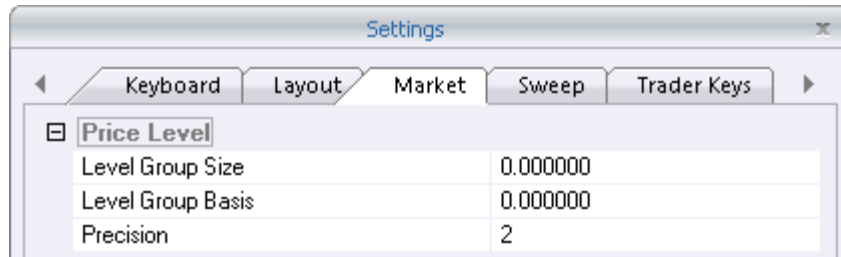 Settings
Keyboard Layout Market Sweep Trader Keys
Price Level
Level Group Size 0.000000
Level Group Basis 0.000000
Precision 2